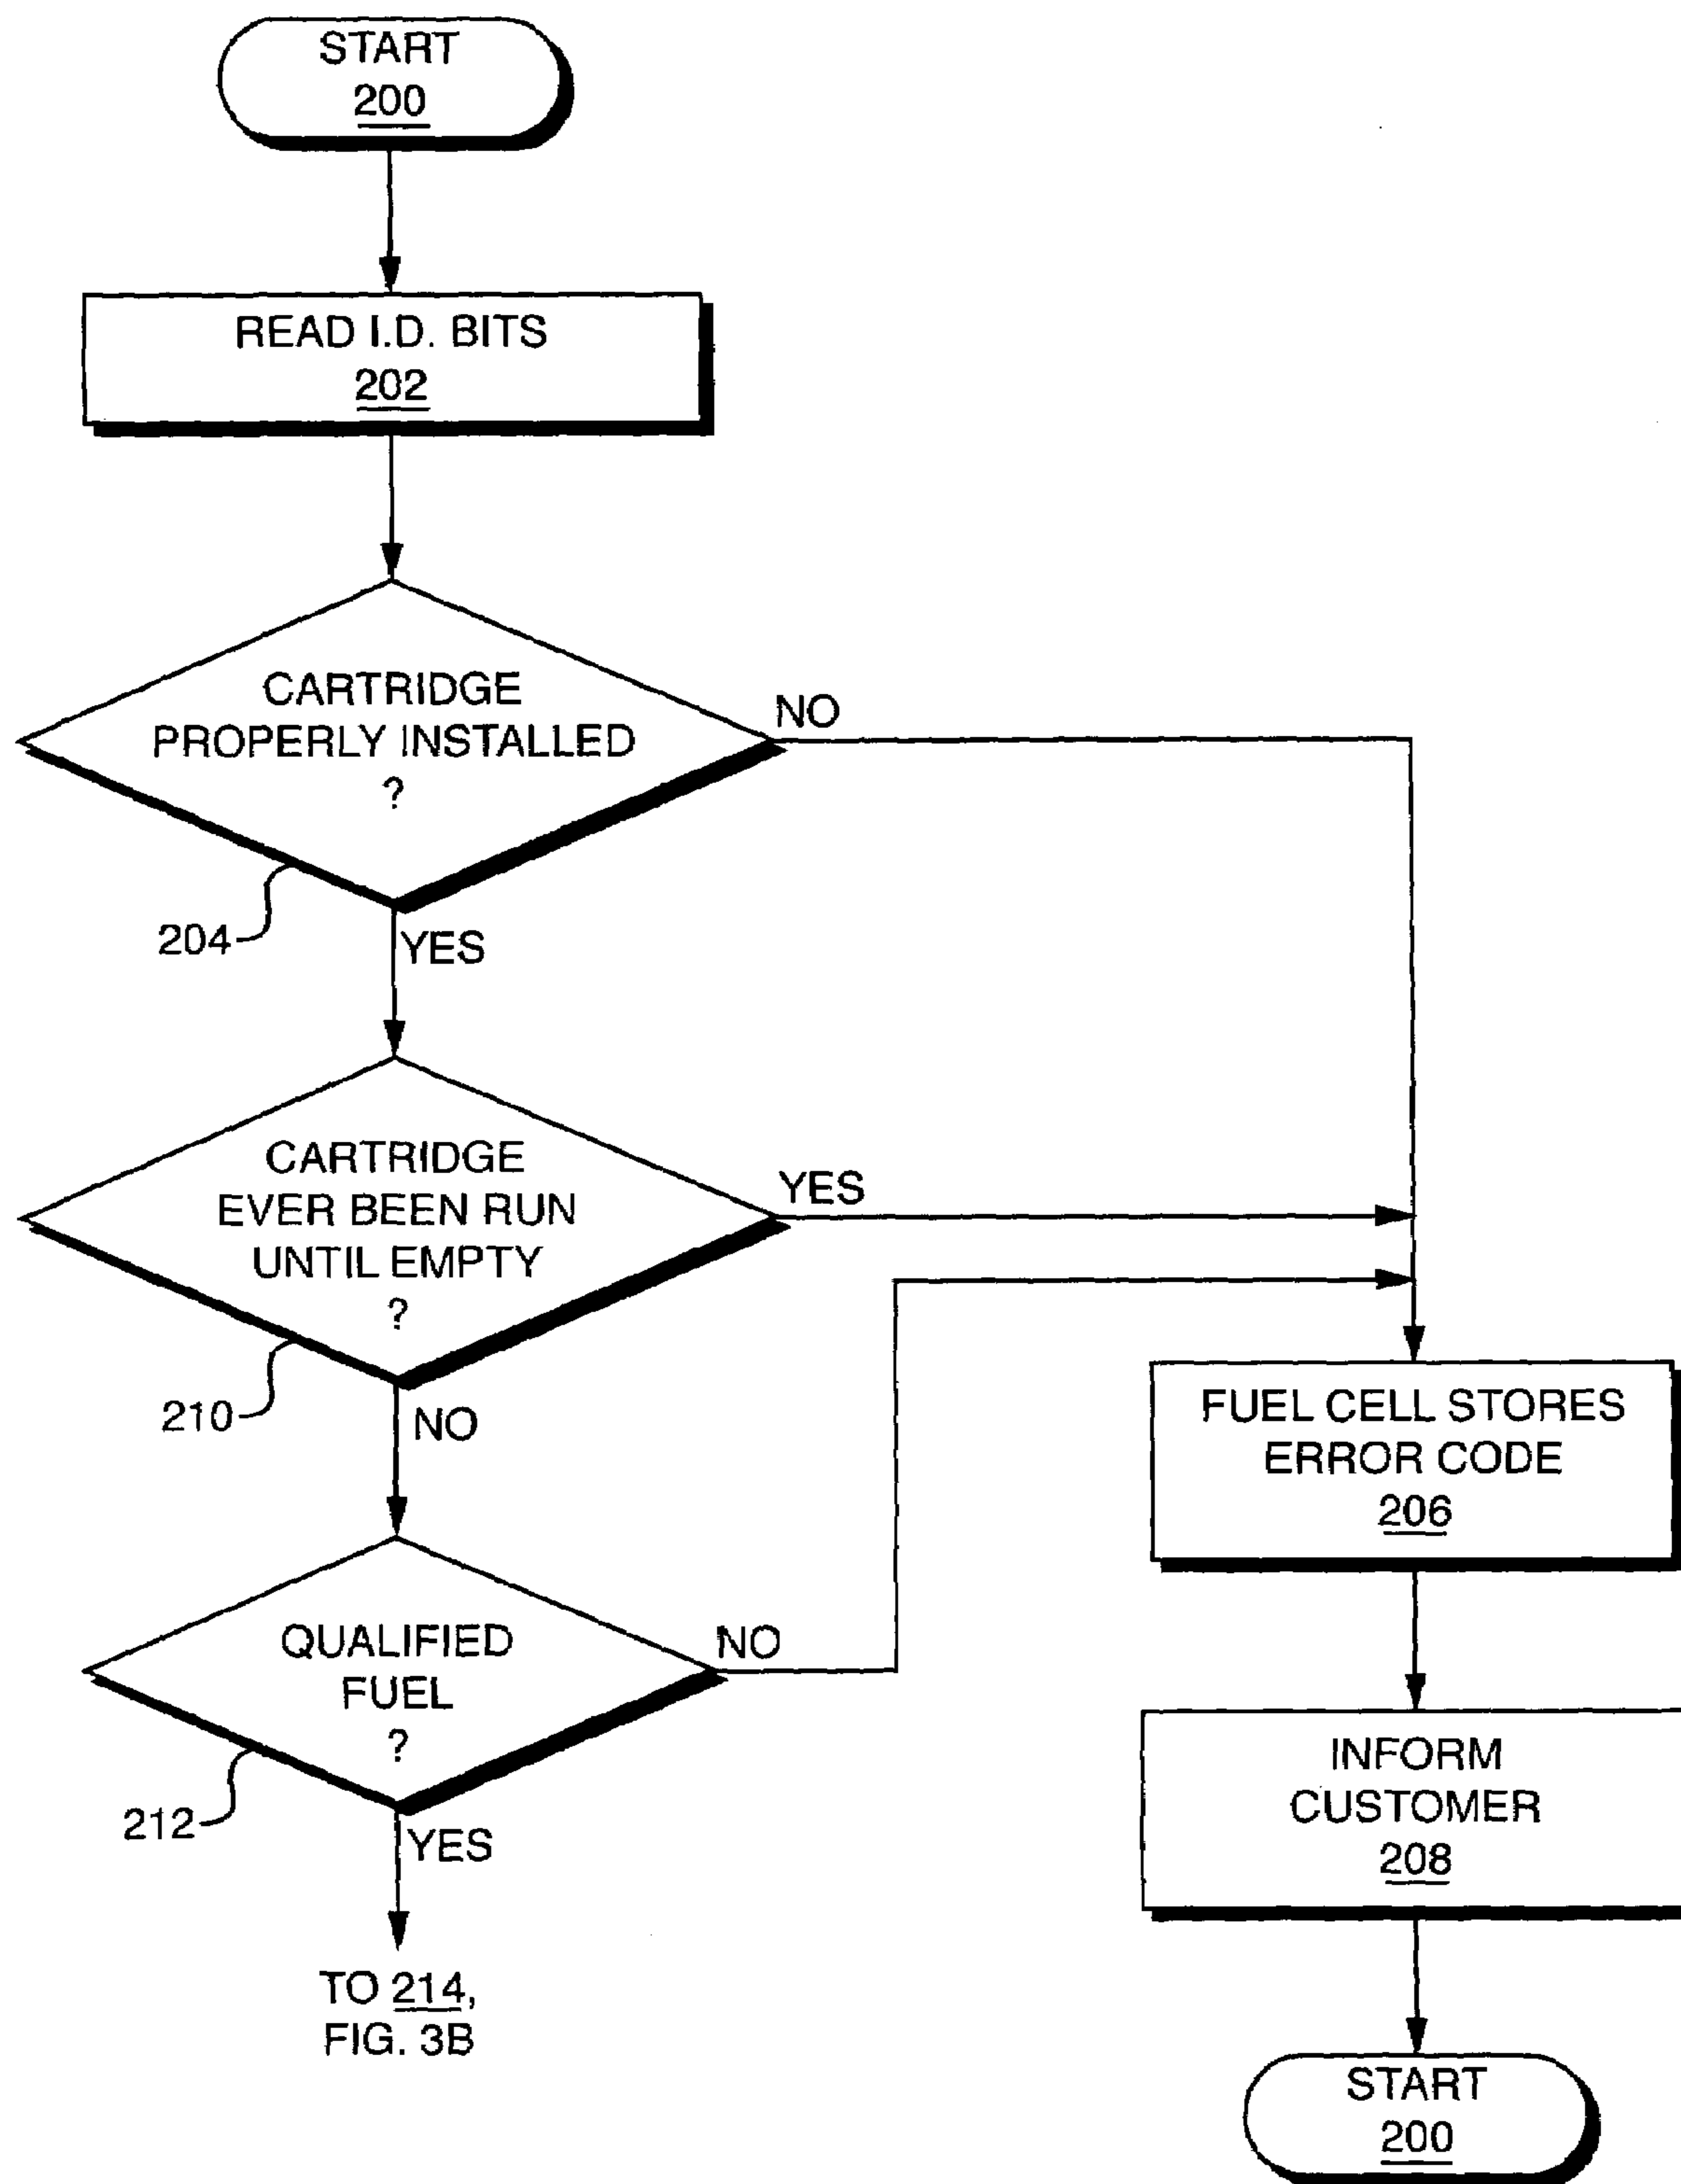 START
200
READ I.D. BITS
202
CARTRIDGE
PROPERLY INSTALLED
?
NO
204
YES
CARTRIDGE
EVER BEEN RUN
UNTIL EMPTY
?
YES
210
NO
FUEL CELL STORES
ERROR CODE
206
QUALIFIED
FUEL
?
NO
212
YES
INFORM
CUSTOMER
208
TO 214,
FIG. 3B
START
200